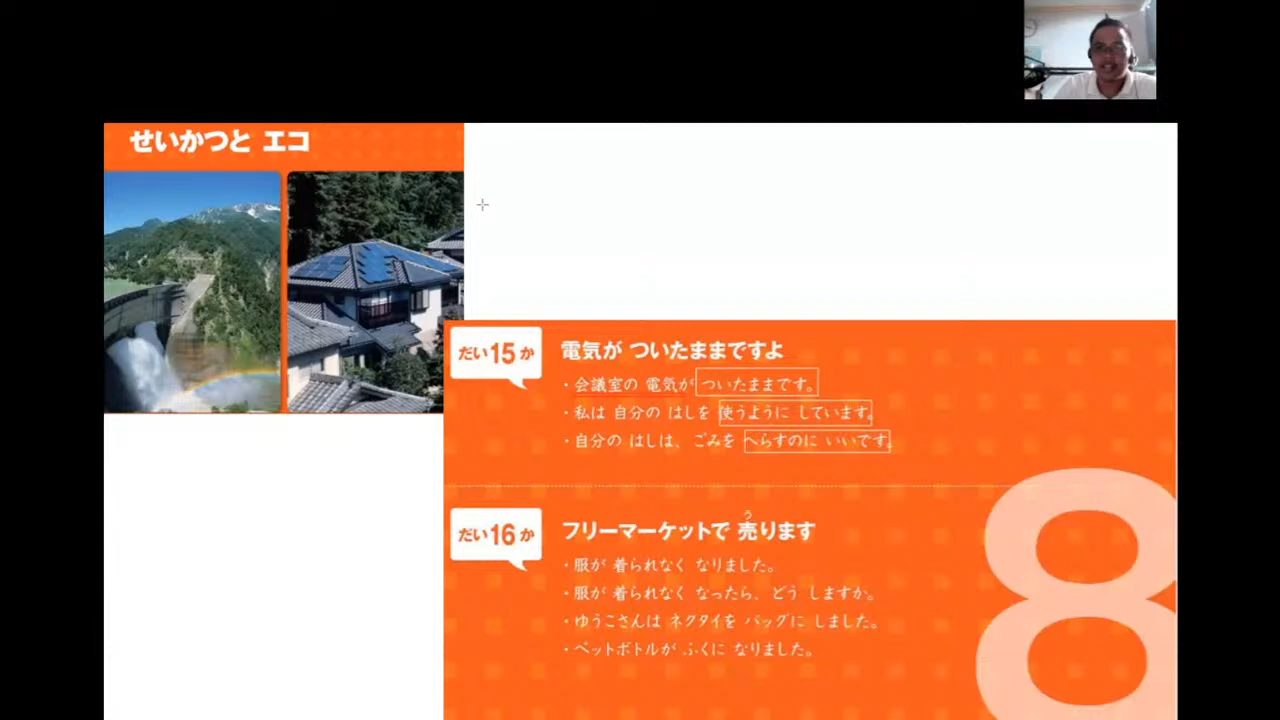 せいかつと エコ
だい15か
電気が ついたままですよ
・会議室の 電気が ついたままです。
・私は 自分の はしを 使うように しています。
・自分の はしは、ごみを へらすのに いいです。
だい16か
フリーマーケットで 売ります
う
・服が 着られなく なりました。
・服が 着られなく なったら、どう しますか。
・ゆうこさんは ネクタイを バッグに しました。
・ペットボトルが ふくに なりました。
8